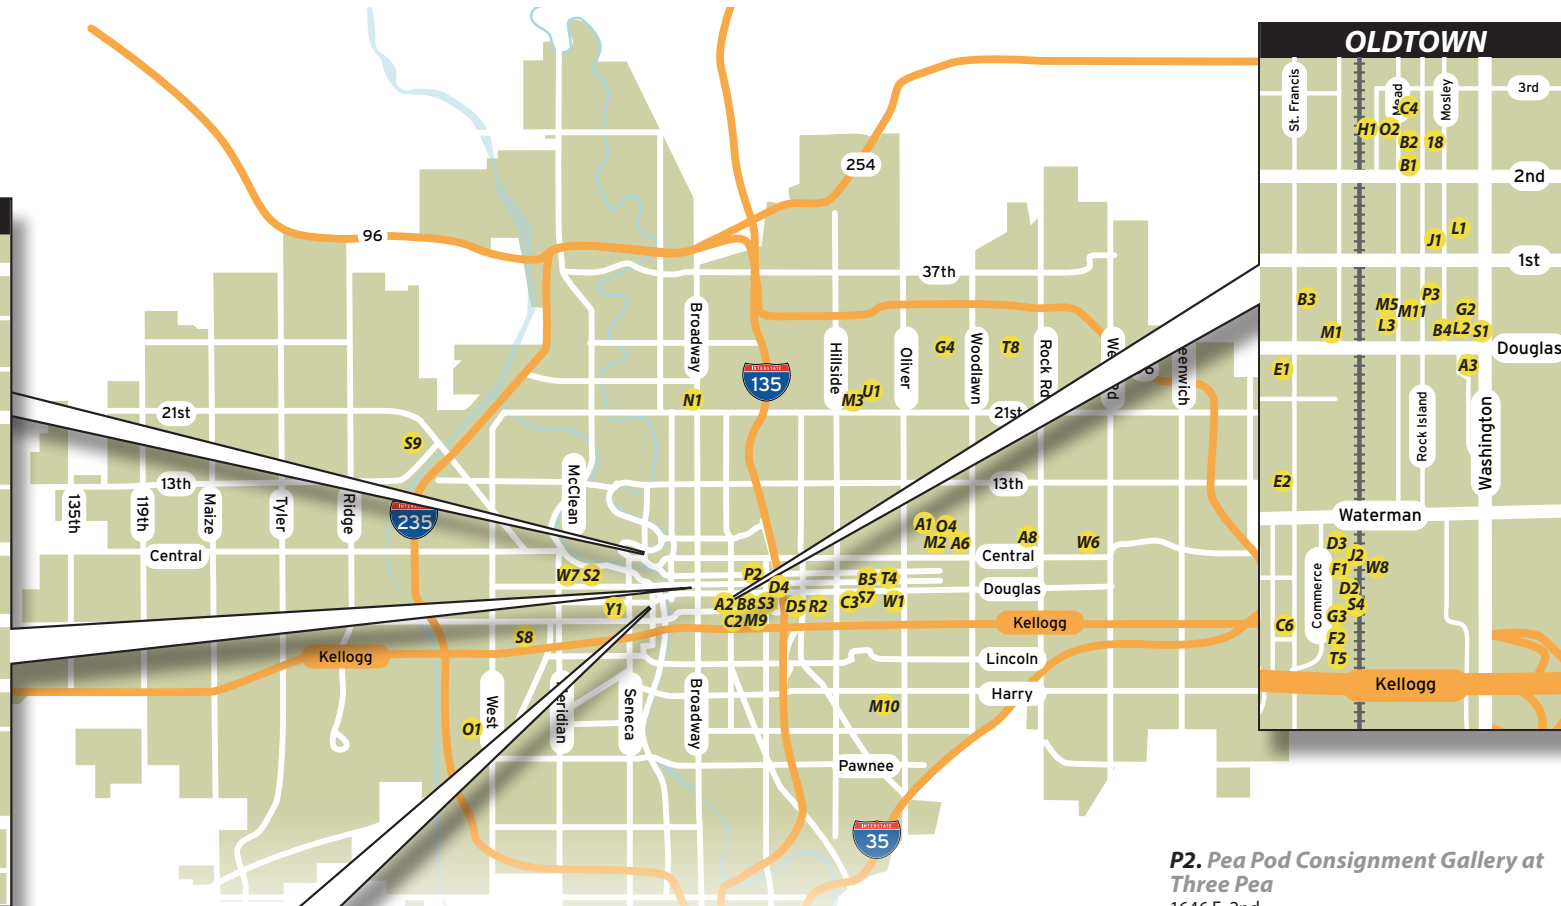 OLDTOWN
St. Francis
Mead
Mosley
3rd
C4
H1
O2
B2
18
B1
2nd
L1
J1
1st
B3
M5
M11
P3
G2
M1
L3
B4
L2
S1
Douglas
E1
A3
Rock Island
Washington
E2
Waterman
D3
J2
F1
W8
D2
Commerce
S4
G3
C6
F2
T5
Kellogg
254
96
37th
Broadway
INTERSTATE
135
Hillside
Oliver
G4
Woodlawn
T8
Rock Rd
N1
M3
U1
21st
21st
S9
McClean
13th
13th
135th
119th
Maize
Tyler
Ridge
INTERSTATE
235
A1
O4
M2
A6
A8
W6
Central
Central
W7
S2
P2
D4
B5
T4
Douglas
Y1
A2
B8
S3
D5
R2
C3
S7
W1
C2
M9
S8
Kellogg
Kellogg
Lincoln
West
Seneca
Broadway
Harry
M10
O1
Pawnee
INTERSTATE
35
P2. Pea Pod Consignment Gallery at
Three Pea